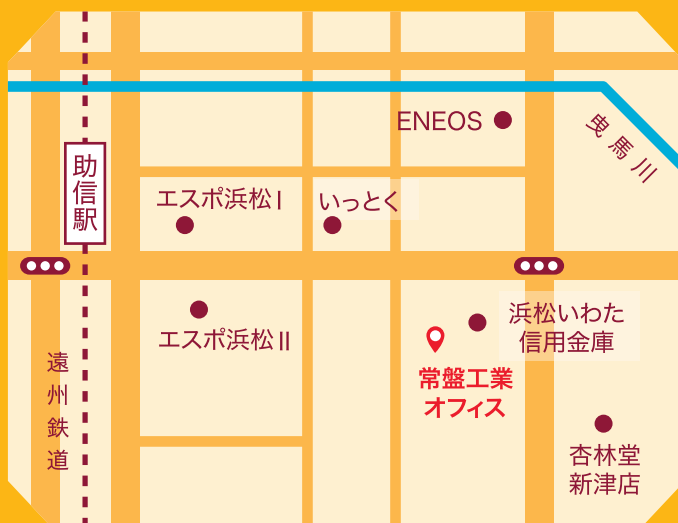 ENEOS
曳馬川
助信駅
エスポ浜松Ⅰ
いっとく
エスポ浜松Ⅱ
浜松いわた
信用金庫
常盤工業
オフィス
遠州鉄道
杏林堂
新津店